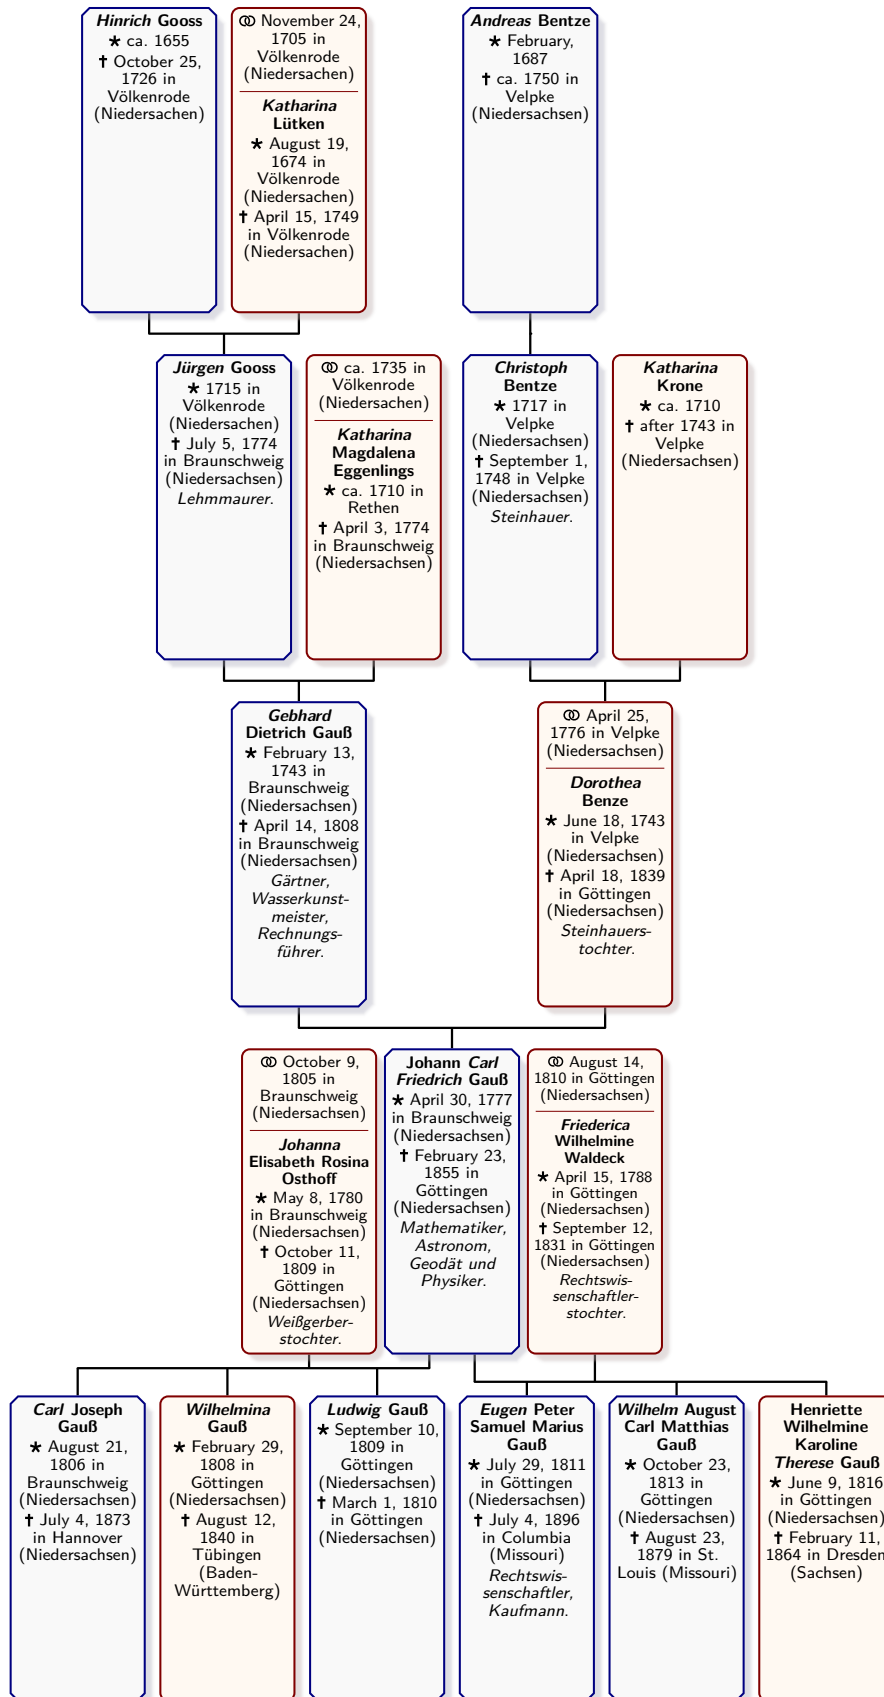 Hinrich Gooss
★ ca. 1655
† October 25,
1726 in
Völkenrode
(Niedersachen)
⚭ November 24,
1705 in
Völkenrode
(Niedersachen)
Katharina
Lütken
★ August 19,
1674 in
Völkenrode
(Niedersachen)
† April 15, 1749
in Völkenrode
(Niedersachen)
Andreas Bentze
★ February,
1687
† ca. 1750 in
Velpke
(Niedersachsen)
Jürgen Gooss
★ 1715 in
Völkenrode
(Niedersachen)
† July 5, 1774
in Braunschweig
(Niedersachsen)
Lehmmaurer.
⚭ ca. 1735 in
Völkenrode
(Niedersachen)
Katharina
Magdalena
Eggenlings
★ ca. 1710 in
Rethen
† April 3, 1774
in Braunschweig
(Niedersachsen)
Christoph
Bentze
★ 1717 in
Velpke
(Niedersachsen)
† September 1,
1748 in Velpke
(Niedersachsen)
Steinhauer.
Katharina
Krone
★ ca. 1710
† after 1743 in
Velpke
(Niedersachsen)
Gebhard
Dietrich Gauß
★ February 13,
1743 in
Braunschweig
(Niedersachsen)
† April 14, 1808
in Braunschweig
(Niedersachsen)
Gärtner,
Wasserkunst-
meister,
Rechnungs-
führer.
⚭ April 25,
1776 in Velpke
(Niedersachsen)
Dorothea
Benze
★ June 18, 1743
in Velpke
(Niedersachsen)
† April 18, 1839
in Göttingen
(Niedersachsen)
Steinhauers-
tochter.
⚭ October 9,
1805 in
Braunschweig
(Niedersachsen)
Johanna
Elisabeth Rosina
Osthoff
★ May 8, 1780
in Braunschweig
(Niedersachsen)
† October 11,
1809 in
Göttingen
(Niedersachsen)
Weißgerber-
stochter.
Johann Carl
Friedrich Gauß
★ April 30, 1777
in Braunschweig
(Niedersachsen)
† February 23,
1855 in
Göttingen
(Niedersachsen)
Mathematiker,
Astronom,
Geodät und
Physiker.
⚭ August 14,
1810 in Göttingen
(Niedersachsen)
Friederica
Wilhelmine
Waldeck
★ April 15, 1788
in Göttingen
(Niedersachsen)
† September 12,
1831 in Göttingen
(Niedersachsen)
Rechtswis-
senschaftler-
stochter.
Carl Joseph
Gauß
★ August 21,
1806 in
Braunschweig
(Niedersachsen)
† July 4, 1873
in Hannover
(Niedersachsen)
Wilhelmina
Gauß
★ February 29,
1808 in
Göttingen
(Niedersachsen)
† August 12,
1840 in
Tübingen
(Baden-
Württemberg)
Ludwig Gauß
★ September 10,
1809 in
Göttingen
(Niedersachsen)
† March 1, 1810
in Göttingen
(Niedersachsen)
Eugen Peter
Samuel Marius
Gauß
★ July 29, 1811
in Göttingen
(Niedersachsen)
† July 4, 1896
in Columbia
(Missouri)
Rechtswis-
senschaftler,
Kaufmann.
Wilhelm August
Carl Matthias
Gauß
★ October 23,
1813 in
Göttingen
(Niedersachsen)
† August 23,
1879 in St.
Louis (Missouri)
Henriette
Wilhelmine
Karoline
Therese Gauß
★ June 9, 1816
in Göttingen
(Niedersachsen)
† February 11,
1864 in Dresden
(Sachsen)